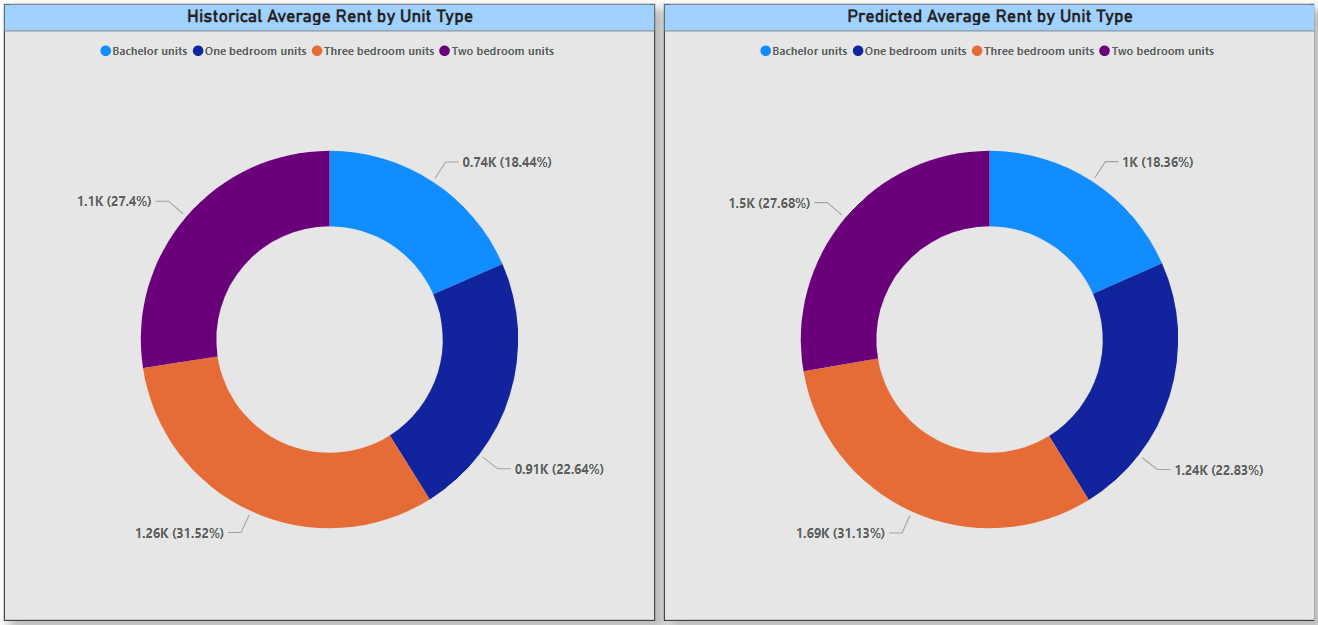 Historical Average Rent by Unit Type
Bachelor units One bedroom units Three bedroom units Two bedroom units
0.74K (18.44%)
1.1K (27.4%)
0.91K (22.64%)
1.26K (31.52%)
Predicted Average Rent by Unit Type
Bachelor units One bedroom units Three bedroom units Two bedroom units
1K (18.36%)
1.5K (27.68%)
1.24K (22.83%)
1.69K (31.13%)